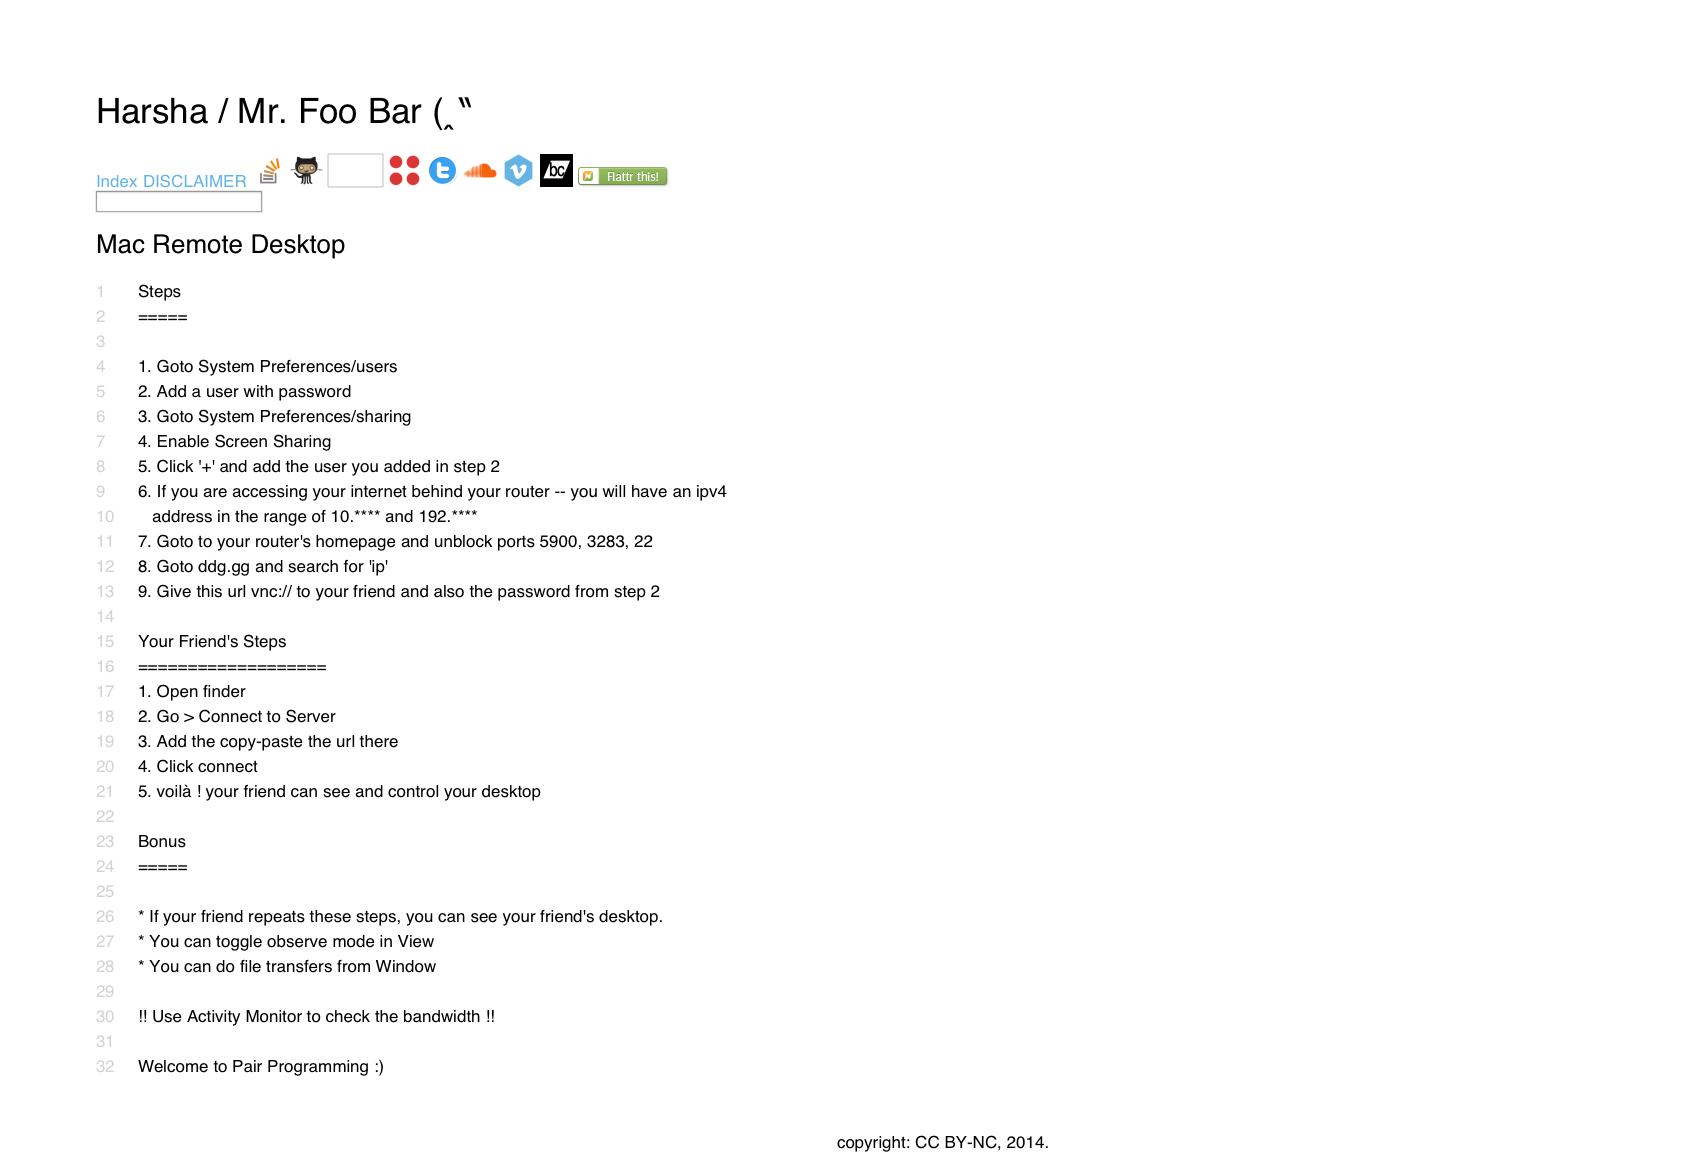 Harsha / Mr. Foo Bar (‸‶
Index DISCLAIMER bc Flattr this!
Mac Remote Desktop
1 Steps
2 =====
3
4 1. Goto System Preferences/users
5 2. Add a user with password
6 3. Goto System Preferences/sharing
7 4. Enable Screen Sharing
8 5. Click '+' and add the user you added in step 2
9 6. If you are accessing your internet behind your router -- you will have an ipv4
10 address in the range of 10.**** and 192.****
11 7. Goto to your router's homepage and unblock ports 5900, 3283, 22
12 8. Goto ddg.gg and search for 'ip'
13 9. Give this url vnc:// to your friend and also the password from step 2
14
15 Your Friend's Steps
16 ===================
17 1. Open finder
18 2. Go > Connect to Server
19 3. Add the copy-paste the url there
20 4. Click connect
21 5. voilà ! your friend can see and control your desktop
22
23 Bonus
24 =====
25
26 * If your friend repeats these steps, you can see your friend's desktop.
27 * You can toggle observe mode in View
28 * You can do file transfers from Window
29
30 !! Use Activity Monitor to check the bandwidth !!
31
32 Welcome to Pair Programming :)
copyright: CC BY-NC, 2014.